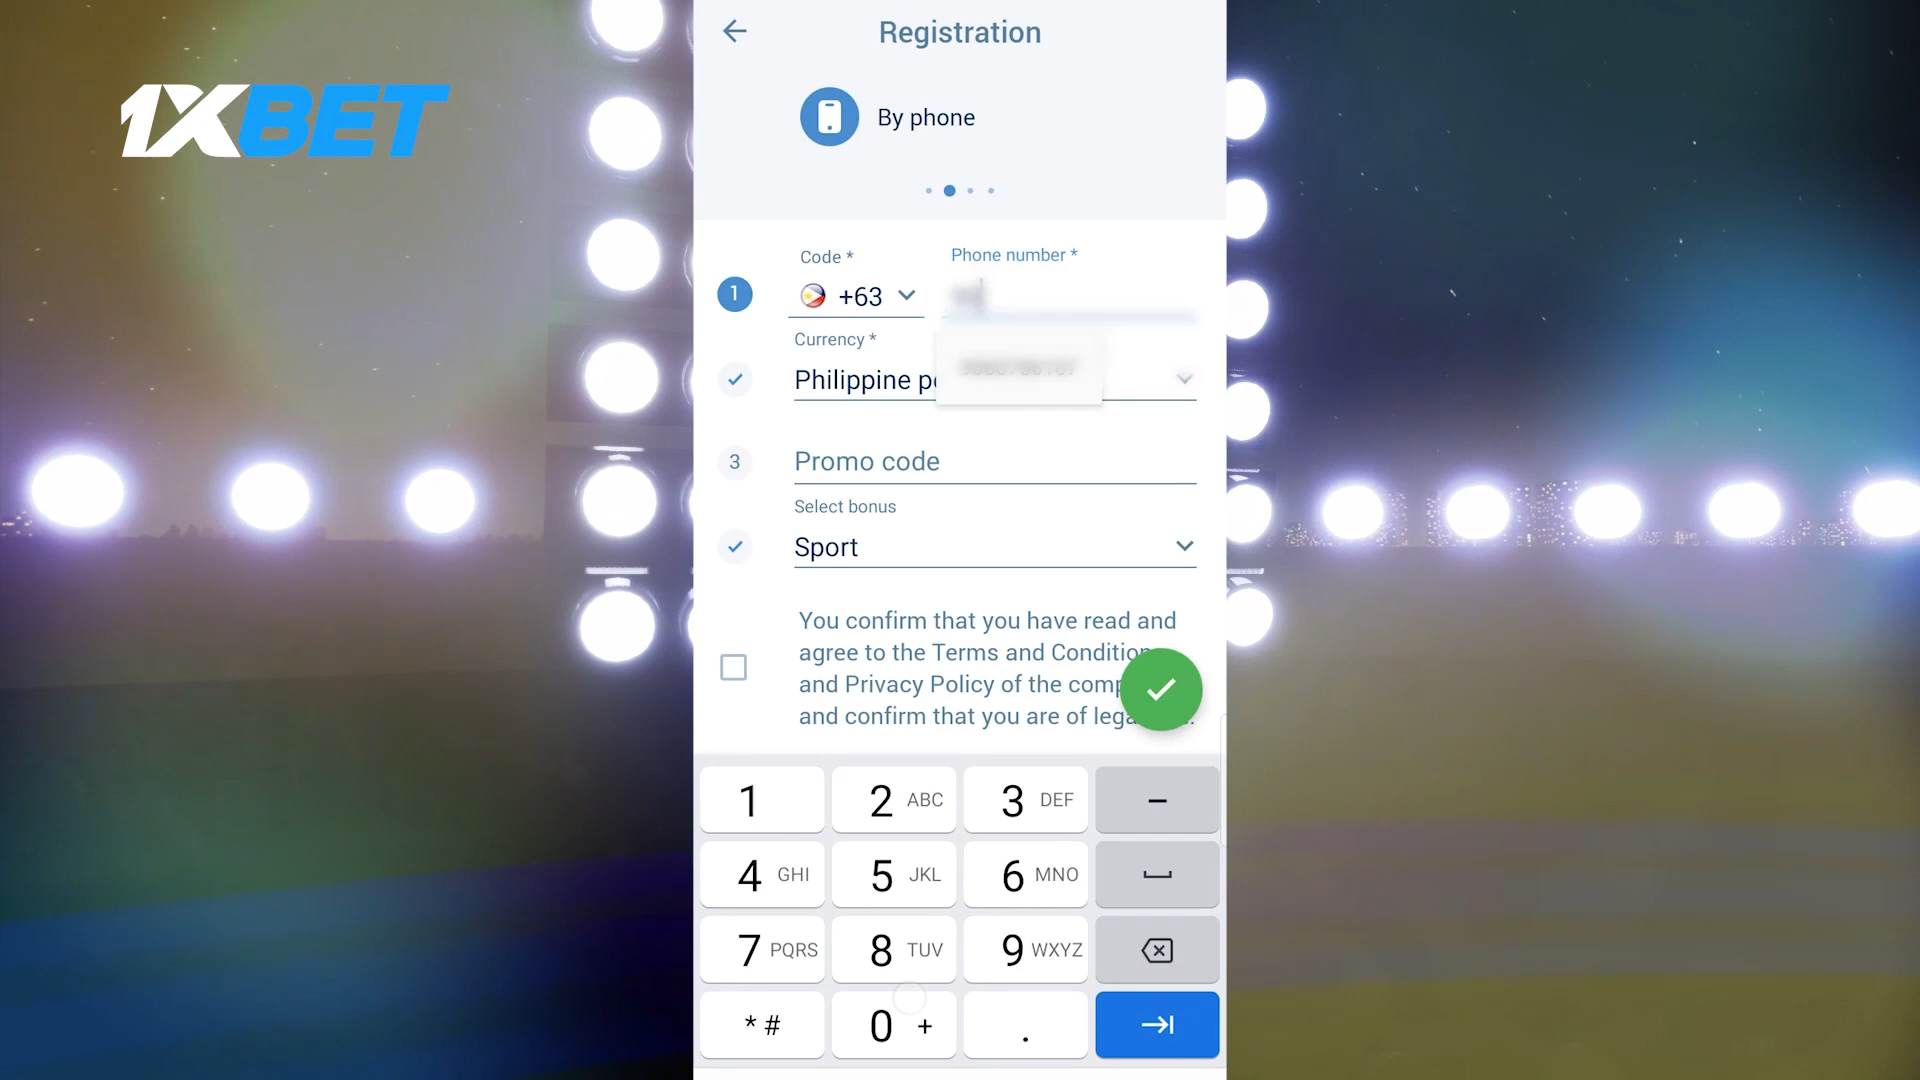 1XBET
Registration
By phone
Code *
Phone number *
1
+63
Currency *
Philippine
3
Promo code
Select bonus
Sport
You confirm that you have read and
agree to the Terms and Condition
and Privacy Policy of the comp
and confirm that you are of lega
1
2 ABC
3 DEF
-
4 GHI
5 JKL
6 MNO
7 PQRS
8 TUV
9 WXYZ
* #
0 +
.